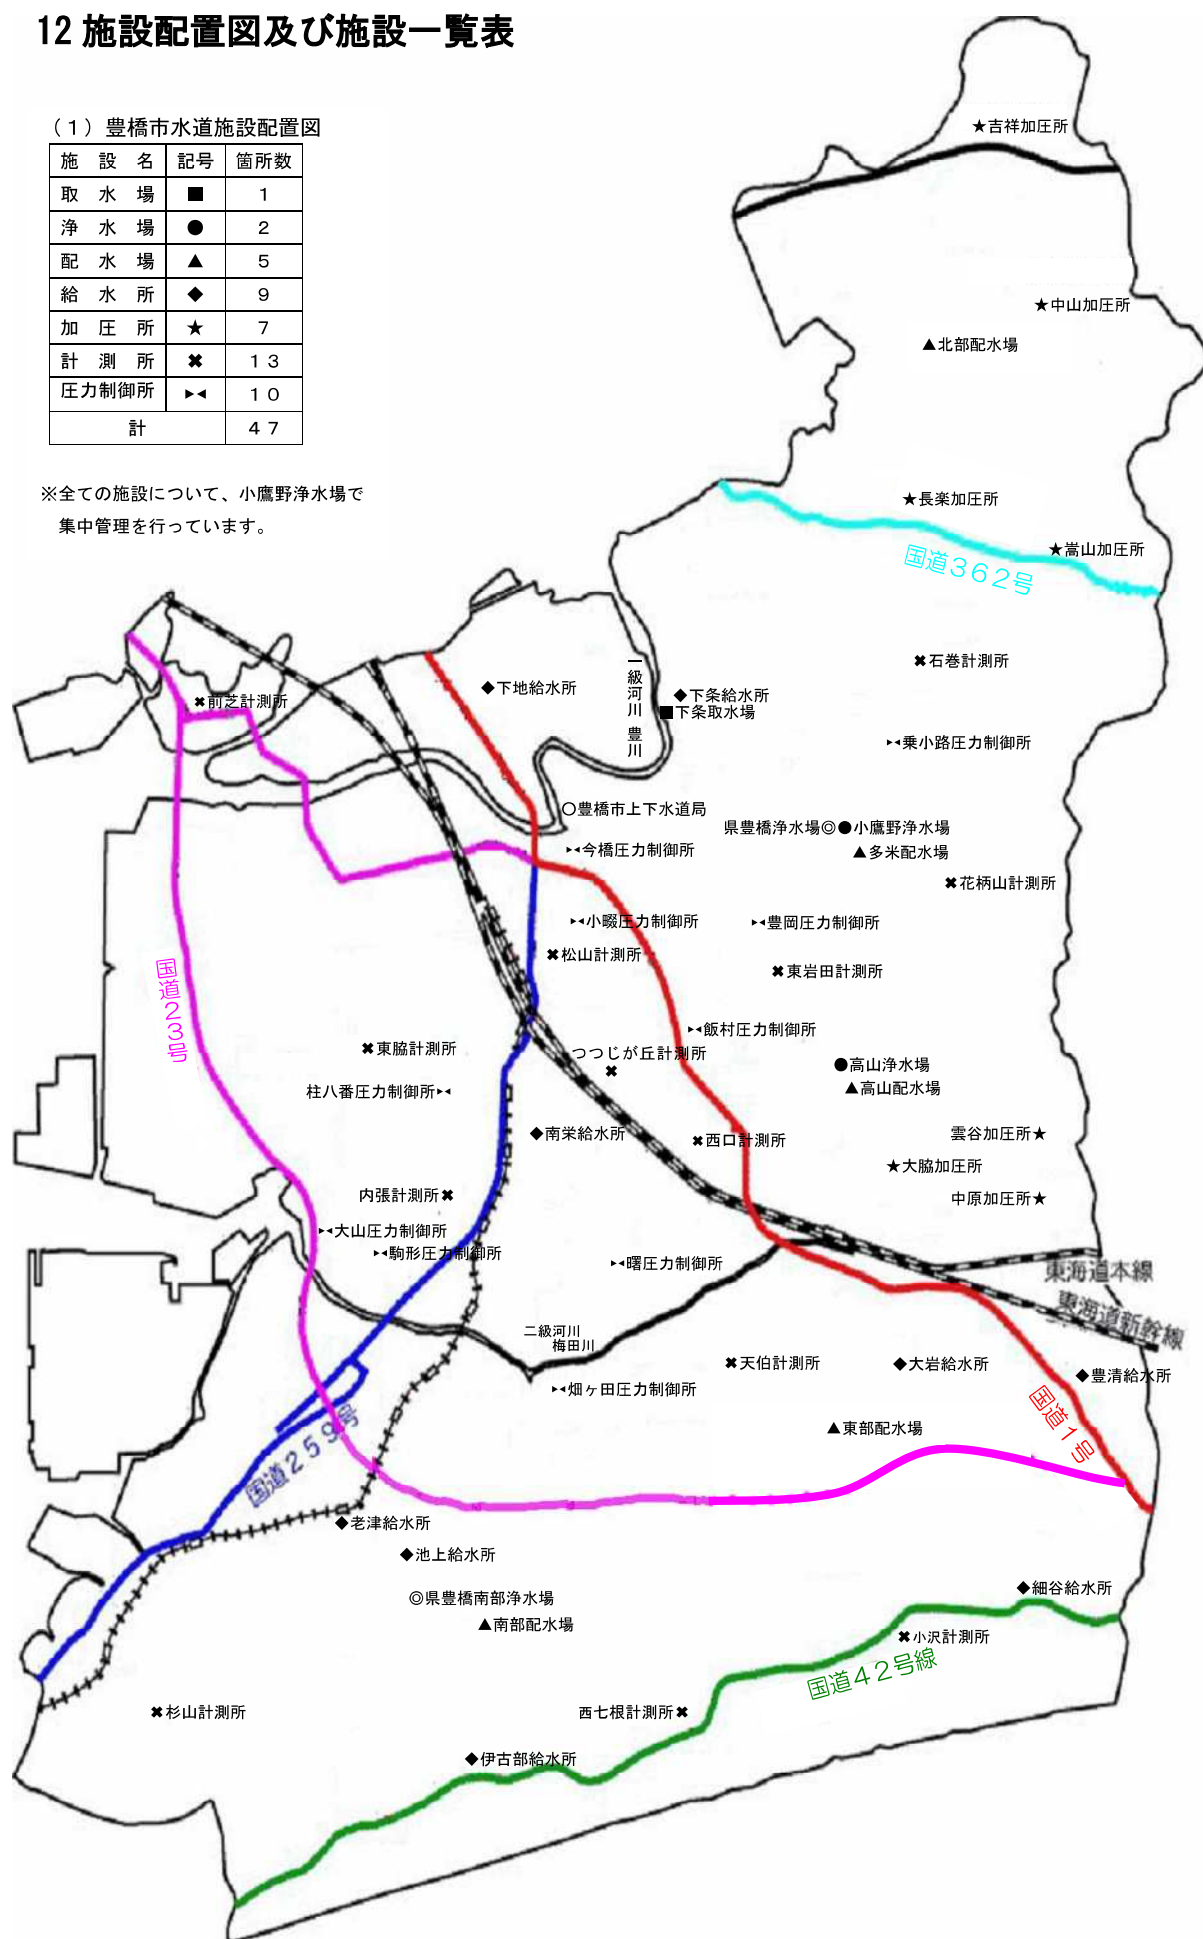 12 施設配置図及び施設一覧表
（１）豊橋市水道施設配置図
施 設 名 記号 箇所数
取 水 場 ■ １
浄 水 場 ● ２
配 水 場 ▲ ５
給 水 所 ◆ ９
加 圧 所 ★ ７
計 測 所 ✖ １３
圧力制御所 ▶◀ １０
計 ４７
※全ての施設について、小鷹野浄水場で
集中管理を行っています。
★吉祥加圧所
★中山加圧所
▲北部配水場
★長楽加圧所
★嵩山加圧所
国道３６２号
✖石巻計測所
一級河川 豊川
◆下地給水所
◆下条給水所
■下条取水場
✖前芝計測所
▶◀乗小路圧力制御所
○豊橋市上下水道局
県豊橋浄水場◎●小鷹野浄水場
▶◀今橋圧力制御所
▲多米配水場
✖花柄山計測所
▶◀小畷圧力制御所
▶◀豊岡圧力制御所
✖松山計測所
✖東岩田計測所
国道２３号
▶◀飯村圧力制御所
✖東脇計測所
つつじが丘計測所
✖
●高山浄水場
▲高山配水場
柱八番圧力制御所▶◀
◆南栄給水所
✖西口計測所
雲谷加圧所★
★大脇加圧所
内張計測所✖
中原加圧所★
▶◀大山圧力制御所
▶◀駒形圧力制御所
▶◀曙圧力制御所
東海道本線
東海道新幹線
二級河川
梅田川
✖天伯計測所
◆大岩給水所
◆豊清給水所
▶◀畑ヶ田圧力制御所
国道１号
▲東部配水場
国道２５９号
◆老津給水所
◆池上給水所
◎県豊橋南部浄水場
▲南部配水場
◆細谷給水所
✖小沢計測所
国道４２号線
✖杉山計測所
西七根計測所✖
◆伊古部給水所